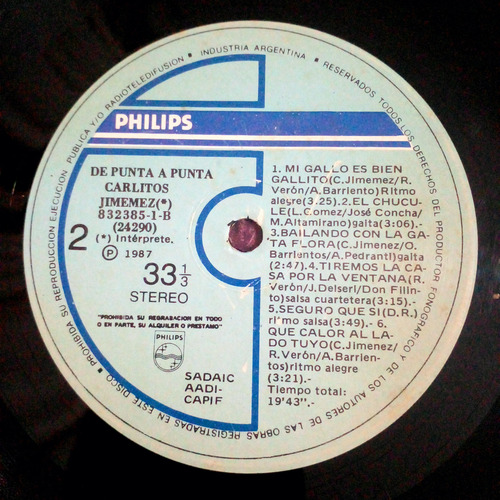 PROHIBIDA SU REPRODUCCION EJECUCION PUBLICA Y/O RADIOTELEDIFUSION • INDUSTRIA ARGENTINA • RESERVADOS TODOS LOS DERECHOS DEL PRODUCTOR FONOGRAFICO Y DE LOS AUTORES DE LAS OBRAS REGISTRADAS EN ESTE DISCO •
PHILIPS
DE PUNTA A PUNTA
CARLITOS
JIMEMEZ(*)
832385-1-B
(24290)
(*) Intérprete.
2
Ⓟ 1987
33 1/3
STEREO
"PROHIBIDA SU REGRABACION EN TODO
O EN PARTE, SU ALQUILER O PRESTAMO"
PHILIPS
SADAIC
AADI-
CAPIF
1. MI GALLO ES BIEN
GALLITO(C.Jimemez/R.
Verón/A.Barriento)Ritmo
alegre(3.25).-2.EL CHUCU-
LE(L.Gomez/José Concha/
M.Altamirano)gaita(3:06).-
3.BAILANDO CON LA GA-
TA FLORA(C.Jimenez/O.
Barrientos/A.Pedranti)gaita
(2:47).4.TIREMOS LA CA-
SA POR LA VENTANA(R.
Verón/J.Delseri/Don Filin-
to)salsa cuartetera(3:15).-
5.SEGURO QUE SI(D.R.)
ritmo salsa(3:49).- 6.
QUE CALOR AL LA-
DO TUYO(C.Jimenez/
R.Verón/A.Barrien-
tos)ritmo alegre
(3:21).-
Tiempo total:
19'43".-